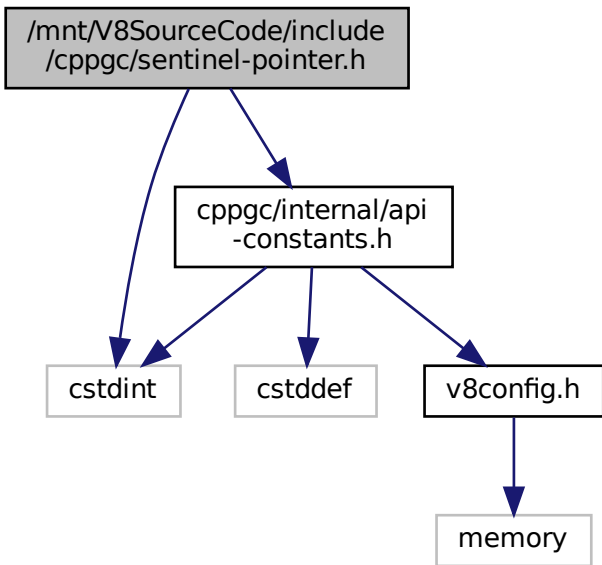 /mnt/V8SourceCode/include
/cppgc/sentinel-pointer.h
cppgc/internal/api
-constants.h
cstdint
cstddef
v8config.h
memory